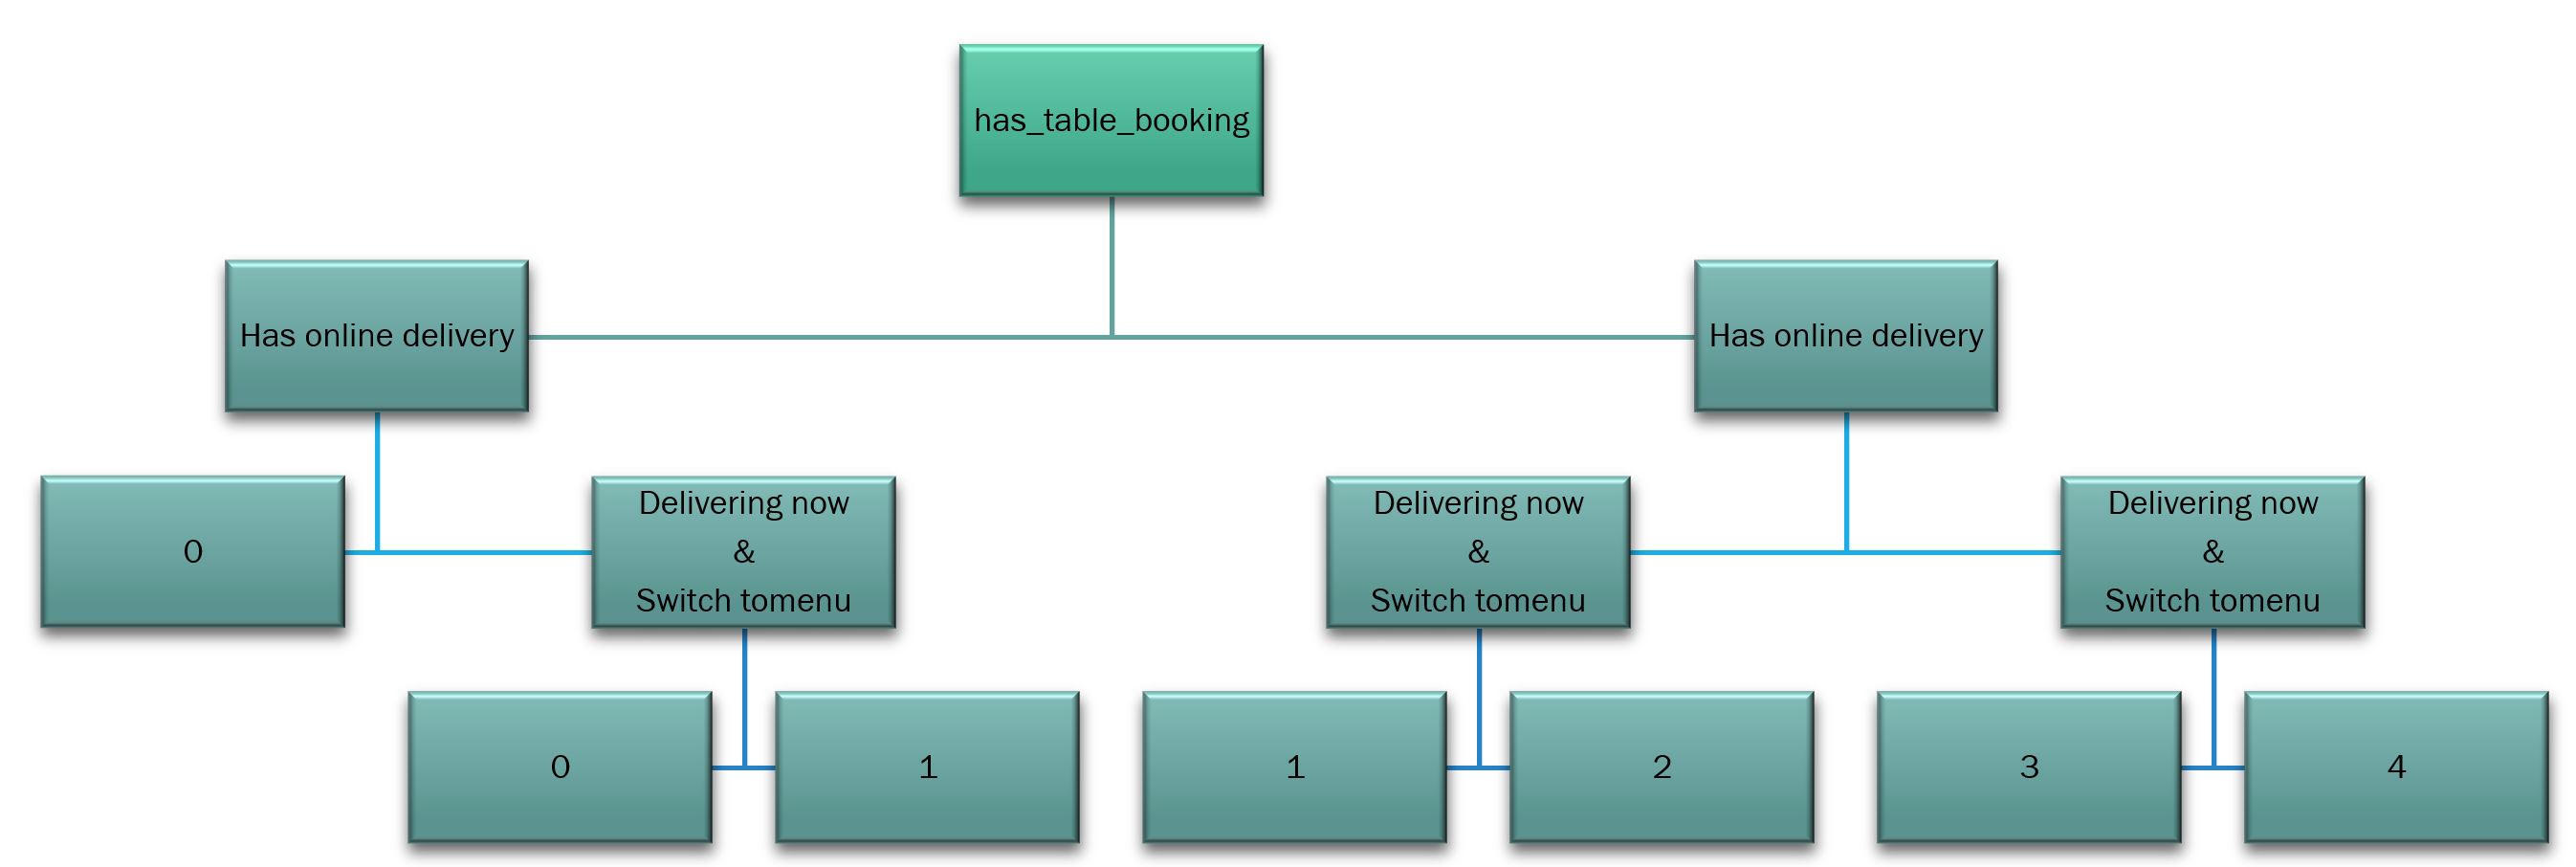 has_table_booking
Has online delivery
Has online delivery
0
Delivering now
&
Switch tomenu
Delivering now
&
Switch tomenu
Delivering now
&
Switch tomenu
0
1
1
2
3
4